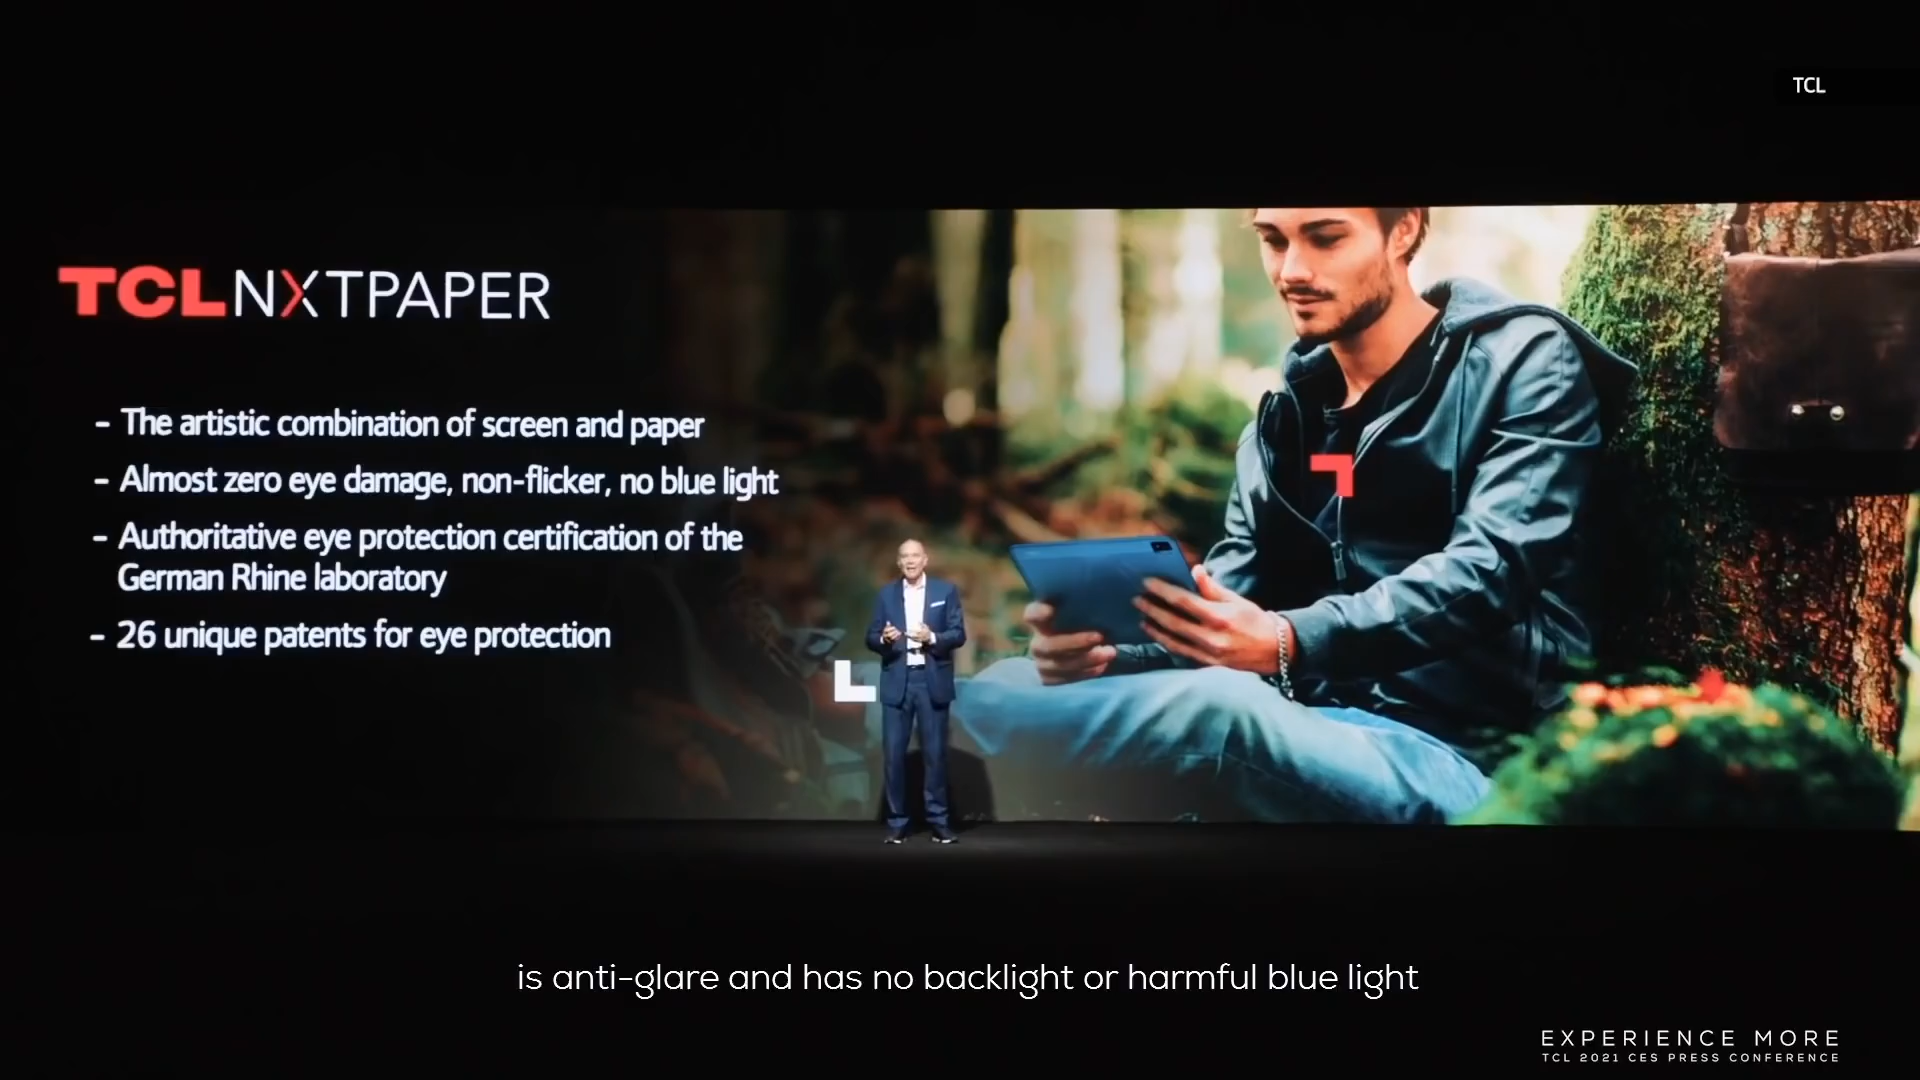 TCL
TCL NXTPAPER
- The artistic combination of screen and paper
- Almost zero eye damage, non-flicker, no blue light
- Authoritative eye protection certification of the
German Rhine laboratory
- 26 unique patents for eye protection
is anti-glare and has no backlight or harmful blue light
EXPERIENCE MORE
TCL 2021 CES PRESS CONFERENCE